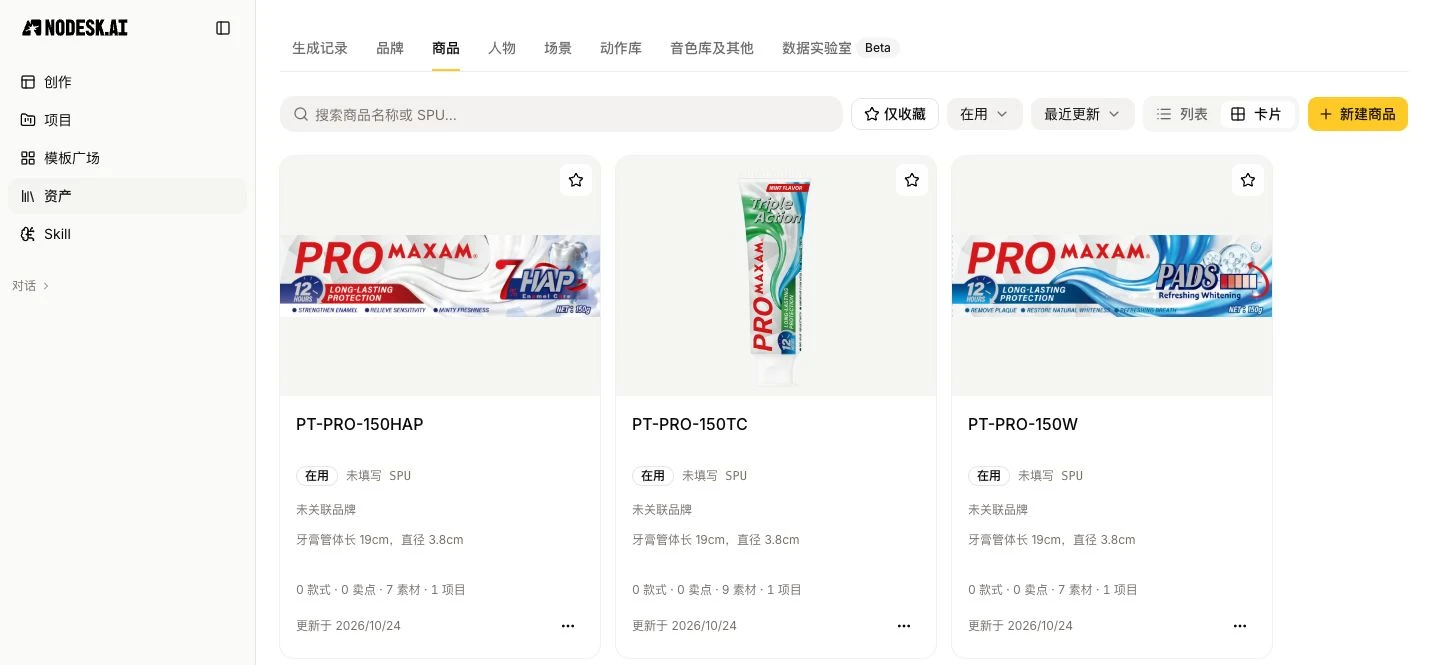 NODESK.AI
创作
项目
模板广场
资产
Skill
对话
生成记录 品牌 商品 人物 场景 动作库 音色库及其他 数据实验室 Beta
搜索商品名称或 SPU... 仅收藏 在用 最近更新 列表 卡片 + 新建商品
PRO MAXAM®
7 HAP
Enamel Care
12 HOURS
LONG-LASTING
PROTECTION
• STRENGTHEN ENAMEL • RELIEVE SENSITIVITY • MINTY FRESHNESS
NET: 150g
PT-PRO-150HAP
在用 未填写 SPU
未关联品牌
牙膏管体长 19cm，直径 3.8cm
0 款式 · 0 卖点 · 7 素材 · 1 项目
更新于 2026/10/24
MINT FLAVOR
Triple
Action
PRO MAXAM
LONG-LASTING
PROTECTION
12
PT-PRO-150TC
在用 未填写 SPU
未关联品牌
牙膏管体长 19cm，直径 3.8cm
0 款式 · 0 卖点 · 9 素材 · 1 项目
更新于 2026/10/24
PRO MAXAM®
PADS
Refreshing Whitening
12 HOURS
LONG-LASTING
PROTECTION
• REMOVE PLAQUE • RESTORE NATURAL WHITENESS • REFRESHING BREATH
NET: 150g
PT-PRO-150W
在用 未填写 SPU
未关联品牌
牙膏管体长 19cm，直径 3.8cm
0 款式 · 0 卖点 · 7 素材 · 1 项目
更新于 2026/10/24